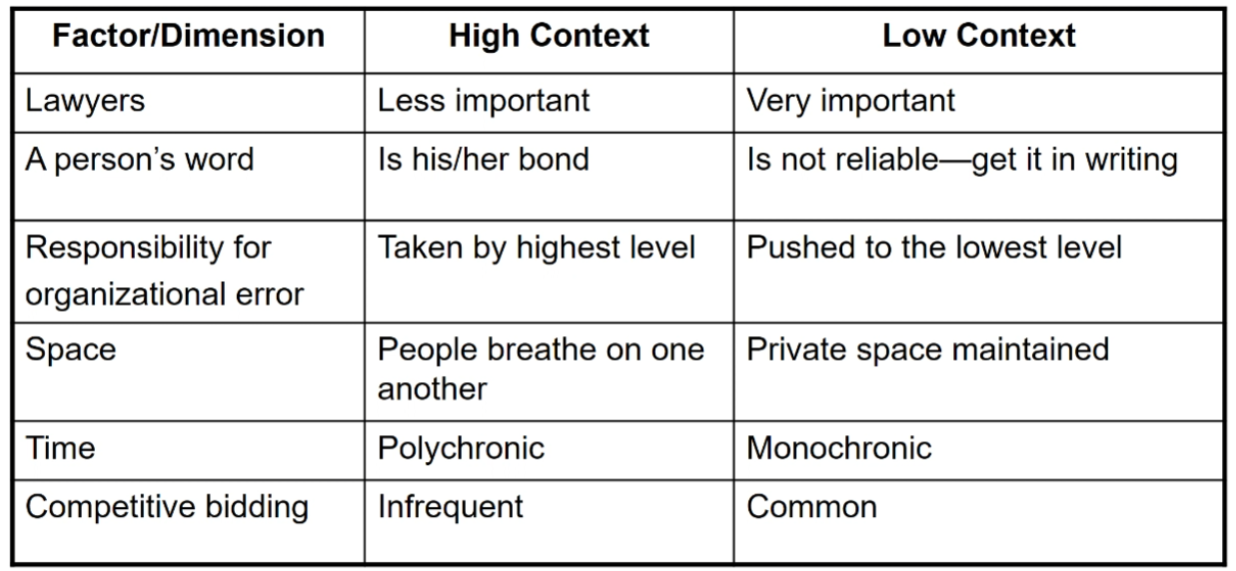 Factor/Dimension High Context Low Context
Lawyers Less important Very important
A person’s word Is his/her bond Is not reliable—get it in writing
Responsibility for Taken by highest level Pushed to the lowest level
organizational error
Space People breathe on one Private space maintained
another
Time Polychronic Monochronic
Competitive bidding Infrequent Common